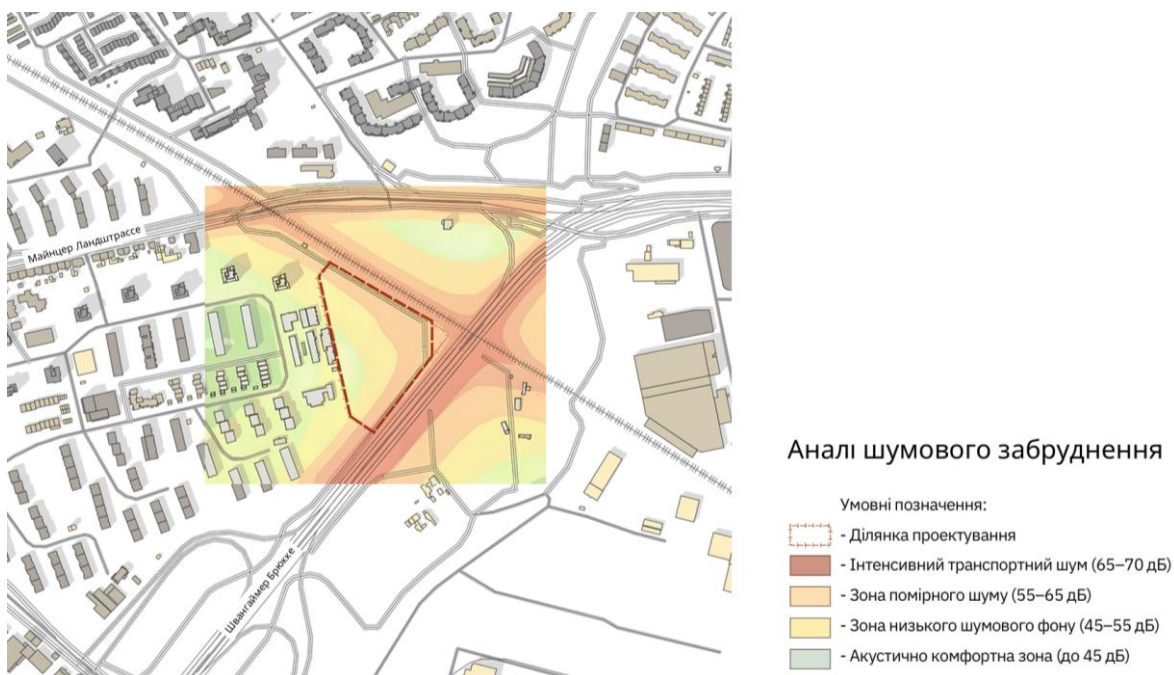 Майнцер Ландштрассе
Швангаймер Брюкке
Аналі шумового забруднення
Умовні позначення:
- Ділянка проектування
- Інтенсивний транспортний шум (65–70 дБ)
- Зона помірного шуму (55–65 дБ)
- Зона низького шумового фону (45–55 дБ)
- Акустично комфортна зона (до 45 дБ)